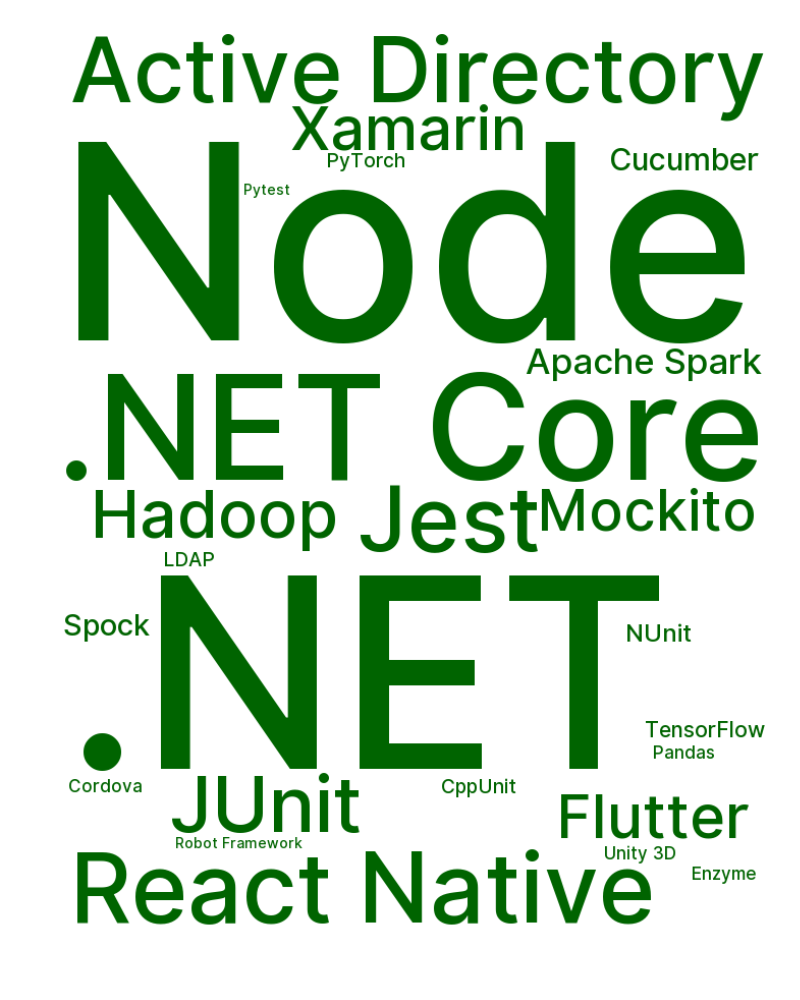 Active Directory
Xamarin
PyTorch
Cucumber
Pytest
Node
Apache Spark
.NET Core
Hadoop
Jest
Mockito
LDAP
.NET
Spock
NUnit
TensorFlow
Pandas
Cordova
JUnit
CppUnit
Flutter
Robot Framework
Unity 3D
React Native
Enzyme